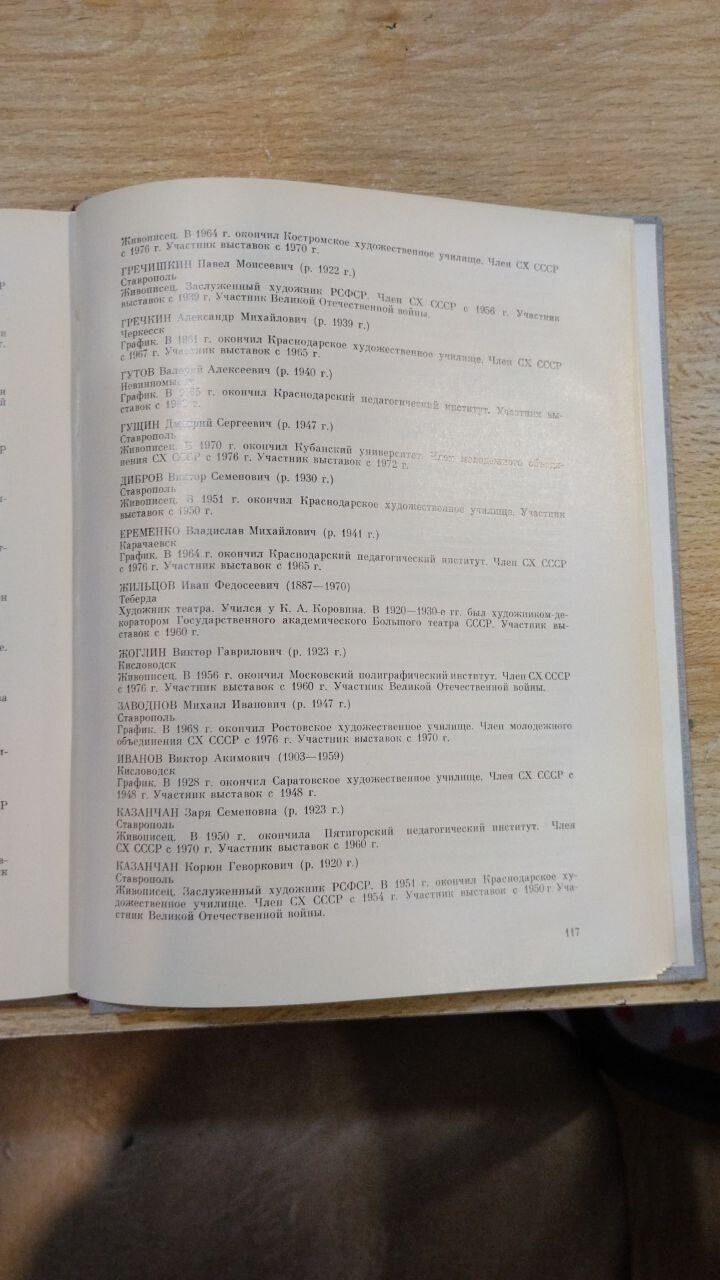 Живописец. В 1964 г. окончил Костромское художественное училище. Член СХ СССР
с 1976 г. Участник выставок с 1970 г.
ГРЕЧИШКИН Павел Моисеевич (р. 1922 г.)
Ставрополь
Живописец. Заслуженный художник РСФСР. Член СХ СССР с 1956 г. Участник
выставок с 1939 г. Участник Великой Отечественной войны.
ГРЕЧКИН Александр Михайлович (р. 1939 г.)
Черкесск
График. В 1961 г. окончил Краснодарское художественное училище. Член СХ СССР
с 1967 г. Участник выставок с 1965 г.
ГУТОВ Валерий Алексеевич (р. 1940 г.)
Невинномысск
График. В 1965 г. окончил Краснодарский педагогический институт. Участник вы-
ставок с г.
ГУЩИН Дмитрий Сергеевич (р. 1947 г.)
Ставрополь
Живописец. В 1970 г. окончил Кубанский университет. Член молодежного объеди-
нения СХ СССР с 1976 г. Участник выставок с 1972 г.
ДИБРОВ Виктор Семенович (р. 1930 г.)
Ставрополь
Живописец. В 1951 г. окончил Краснодарское художественное училище. Участник
выставок с 1950 г.
ЕРЕМЕНКО Владислав Михайлович (р. 1941 г.)
Карачаевск
График. В 1964 г. окончил Краснодарский педагогический институт. Член СХ СССР
с 1976 г. Участник выставок с 1965 г.
ЖИЛЬЦОВ Иван Федосеевич (1887—1970)
Теберда
Художник театра. Учился у К. А. Коровина. В 1920—1930-е гг. был художником-де-
коратором Государственного академического Большого театра СССР. Участник вы-
ставок с 1960 г.
ЖОГЛИН Виктор Гаврилович (р. 1923 г.)
Кисловодск
Живописец. В 1956 г. окончил Московский полиграфический институт. Член СХ СССР
с 1976 г. Участник выставок с 1960 г. Участник Великой Отечественной войны.
ЗАВОДНОВ Михаил Иванович (р. 1947 г.)
Ставрополь
График. В 1968 г. окончил Ростовское художественное училище. Член молодежного
объединения СХ СССР с 1976 г. Участник выставок с 1970 г.
ИВАНОВ Виктор Акимович (1903—1959)
Кисловодск
График. В 1928 г. окончил Саратовское художественное училище. Член СХ СССР с
1948 г. Участник выставок с 1948 г.
КАЗАНЧАН Заря Семеновна (р. 1923 г.)
Ставрополь
Живописец. В 1950 г. окончила Пятигорский педагогический институт. Член
СХ СССР с 1970 г. Участник выставок с 1960 г.
КАЗАНЧАН Корюн Геворкович (р. 1920 г.)
Ставрополь
Живописец. Заслуженный художник РСФСР. В 1951 г. окончил Краснодарское ху-
дожественное училище. Член СХ СССР с 1954 г. Участник выставок с 1950 г. Уча-
стник Великой Отечественной войны.
117